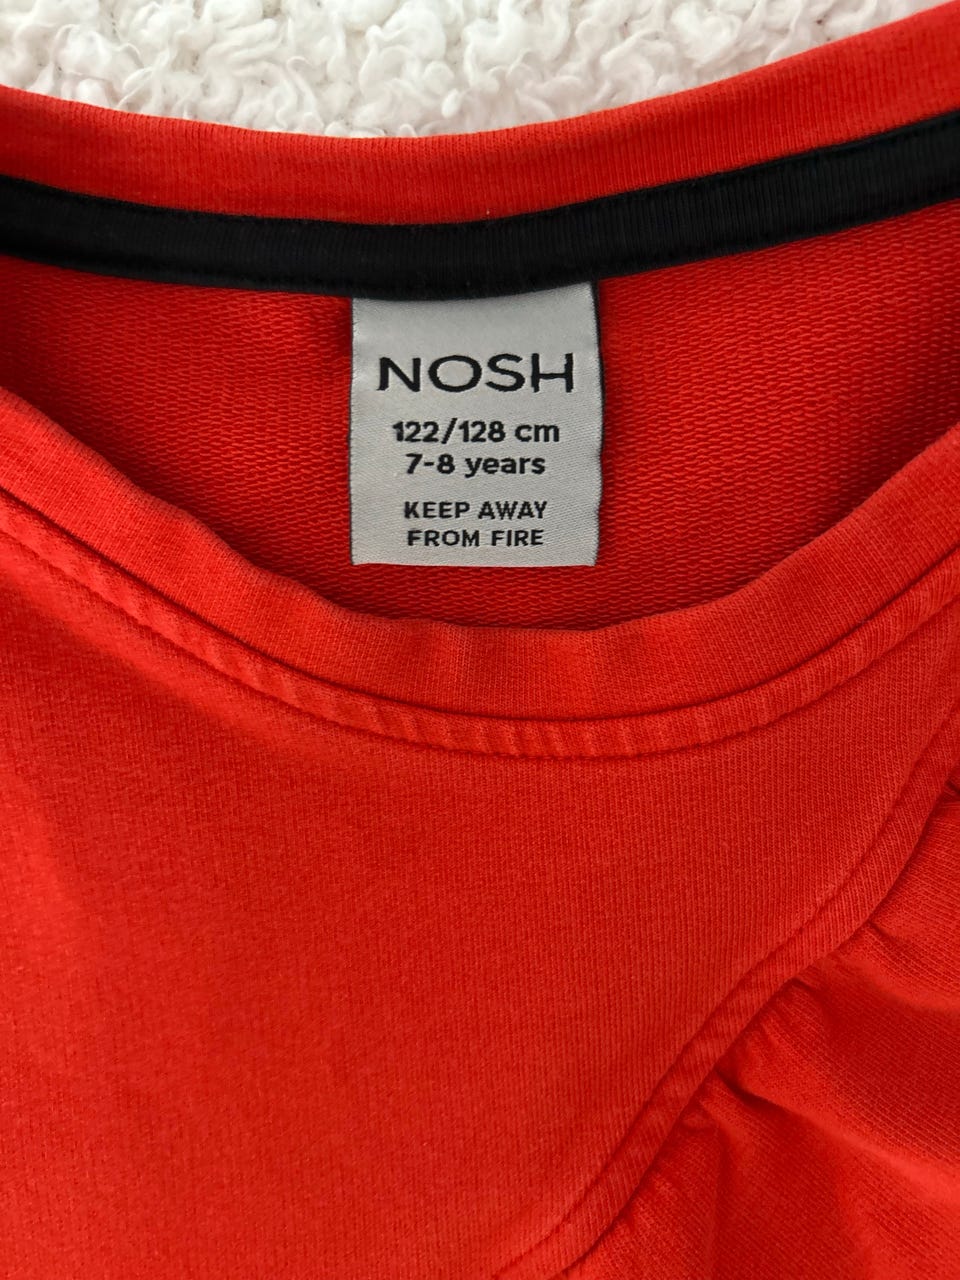 NOSH
122/128 cm
7-8 years
KEEP AWAY
FROM FIRE